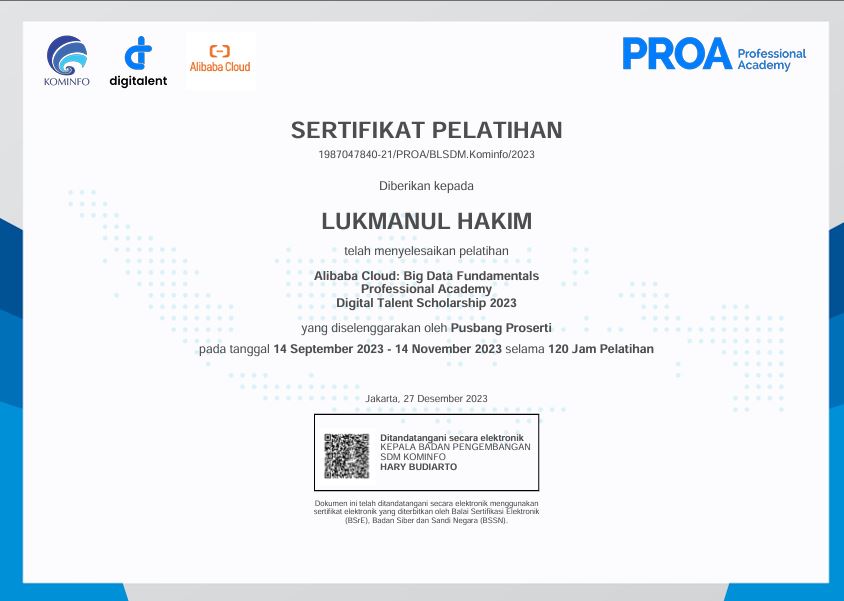 KOMINFO
digitalent
Alibaba Cloud
PROA Professional
Academy
SERTIFIKAT PELATIHAN
1987047840-21/PROA/BLSDM.Kominfo/2023
Diberikan kepada
LUKMANUL HAKIM
telah menyelesaikan pelatihan
Alibaba Cloud: Big Data Fundamentals
Professional Academy
Digital Talent Scholarship 2023
yang diselenggarakan oleh Pusbang Proserti
pada tanggal 14 September 2023 - 14 November 2023 selama 120 Jam Pelatihan
Jakarta, 27 Desember 2023
Ditandatangani secara elektronik
KEPALA BADAN PENGEMBANGAN
SDM KOMINFO
HARY BUDIARTO
Dokumen ini telah ditandatangani secara elektronik menggunakan
sertifikat elektronik yang diterbitkan oleh Balai Sertifikasi Elektronik
(BSrE), Badan Siber dan Sandi Negara (BSSN).